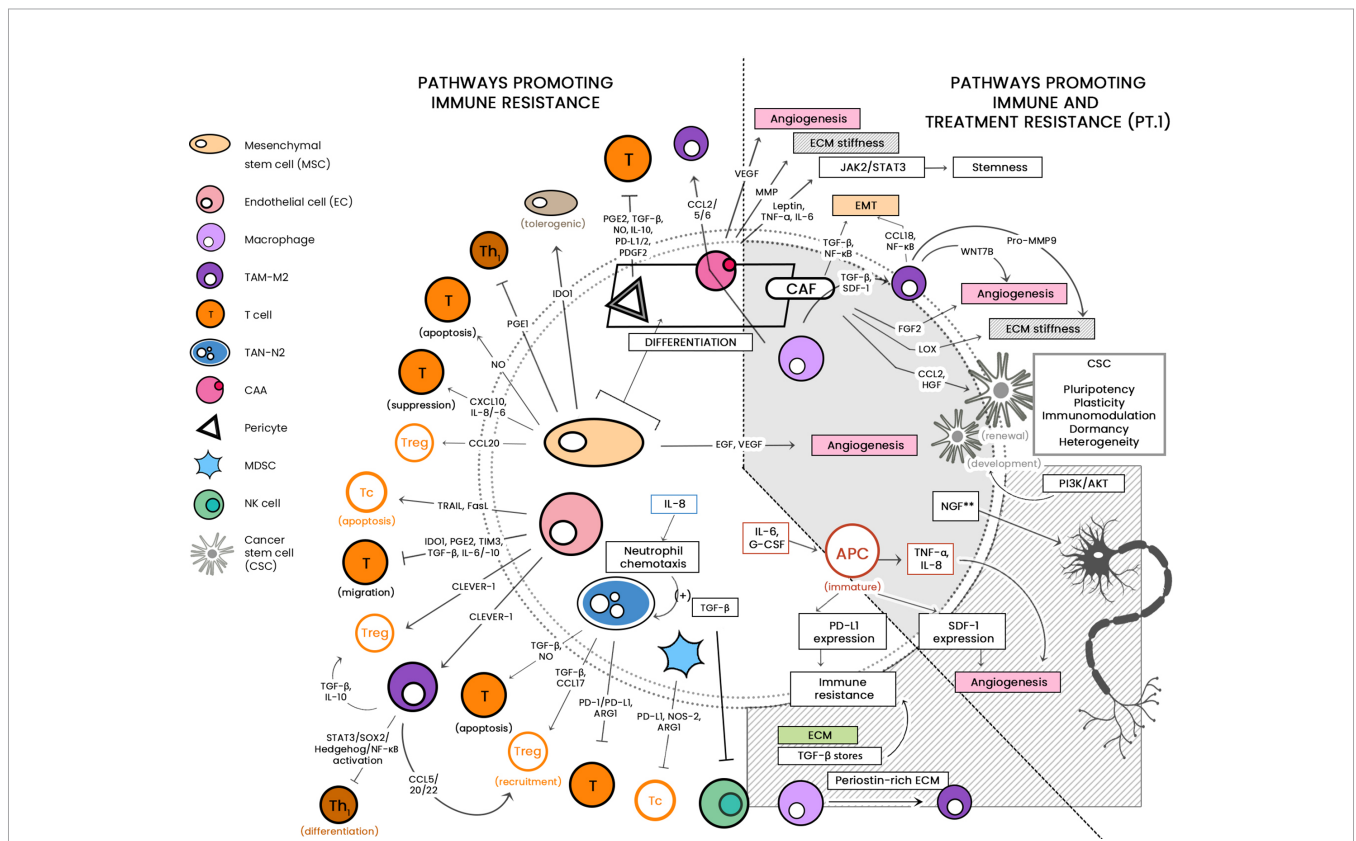 PATHWAYS PROMOTING
IMMUNE RESISTANCE
PATHWAYS PROMOTING
IMMUNE AND
TREATMENT RESISTANCE (PT.1)
Mesenchymal
stem cell (MSC)
Endothelial cell (EC)
Macrophage
TAM-M2
T
T cell
TAN-N2
CAA
Pericyte
MDSC
NK cell
Cancer
stem cell
(CSC)
T
PGE2, TGF-β,
NO, IL-10,
PD-L1/2,
PDGF2
CCL2/
5/6
(tolerogenic)
IDO1
Th1
PGE1
T
(apoptosis)
NO
T
(suppression)
CXCL10,
IL-8/-6
Treg
CCL20
DIFFERENTIATION
VEGF
Angiogenesis
MMP
ECM stiffness
Leptin,
TNF-α, IL-6
JAK2/STAT3
Stemness
EMT
TGF-β,
NF-κB
CCL18,
NF-κB
WNT7B
Pro-MMP9
CAF
TGF-β,
SDF-1
Angiogenesis
FGF2
ECM stiffness
LOX
CCL2,
HGF
CSC
Pluripotency
Plasticity
Immunomodulation
Dormancy
Heterogeneity
(renewal)
(development)
PI3K/AKT
EGF, VEGF
Angiogenesis
Tc
(apoptosis)
TRAIL, FasL
IDO1, PGE2, TIM3,
TGF-β, IL-6/-10
T
(migration)
CLEVER-1
CLEVER-1
Treg
TGF-β,
IL-10
STAT3/SOX2/
Hedgehog/NF-κB
activation
Th1
(differentiation)
CCL5/
20/22
IL-8
Neutrophil
chemotaxis
(+)
TGF-β
TGF-β,
NO
T
(apoptosis)
TGF-β,
CCL17
Treg
(recruitment)
PD-1/PD-L1,
ARG1
T
PD-L1, NOS-2,
ARG1
Tc
IL-6,
G-CSF
APC
(immature)
TNF-α,
IL-8
NGF**
PD-L1
expression
SDF-1
expression
Immune
resistance
Angiogenesis
ECM
TGF-β stores
Periostin-rich ECM